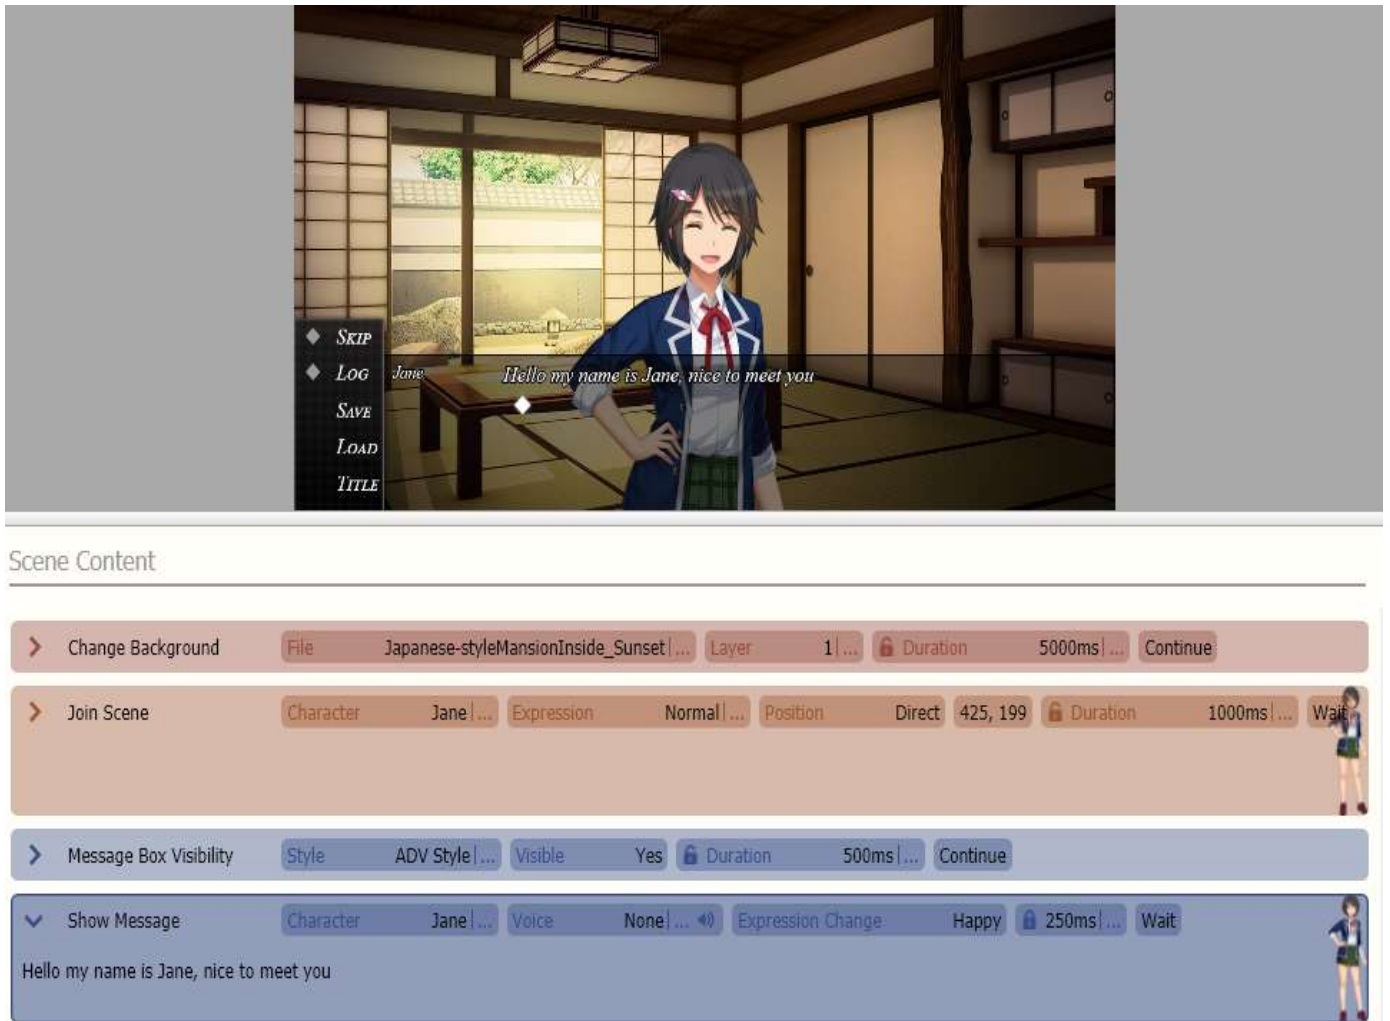 SKIP
LOG
Jane Hello my name is Jane, nice to meet you
SAVE
LOAD
TITLE
Scene Content
Change Background File Japanese-styleMansionInside_Sunset|... Layer 1|... Duration 5000ms|... Continue
Join Scene Character Jane|... Expression Normal|... Position Direct 425, 199 Duration 1000ms|... Wait
Message Box Visibility Style ADV Style|... Visible Yes Duration 500ms|... Continue
Show Message Character Jane|... Voice None|... Expression Change Happy 250ms|... Wait
Hello my name is Jane, nice to meet you